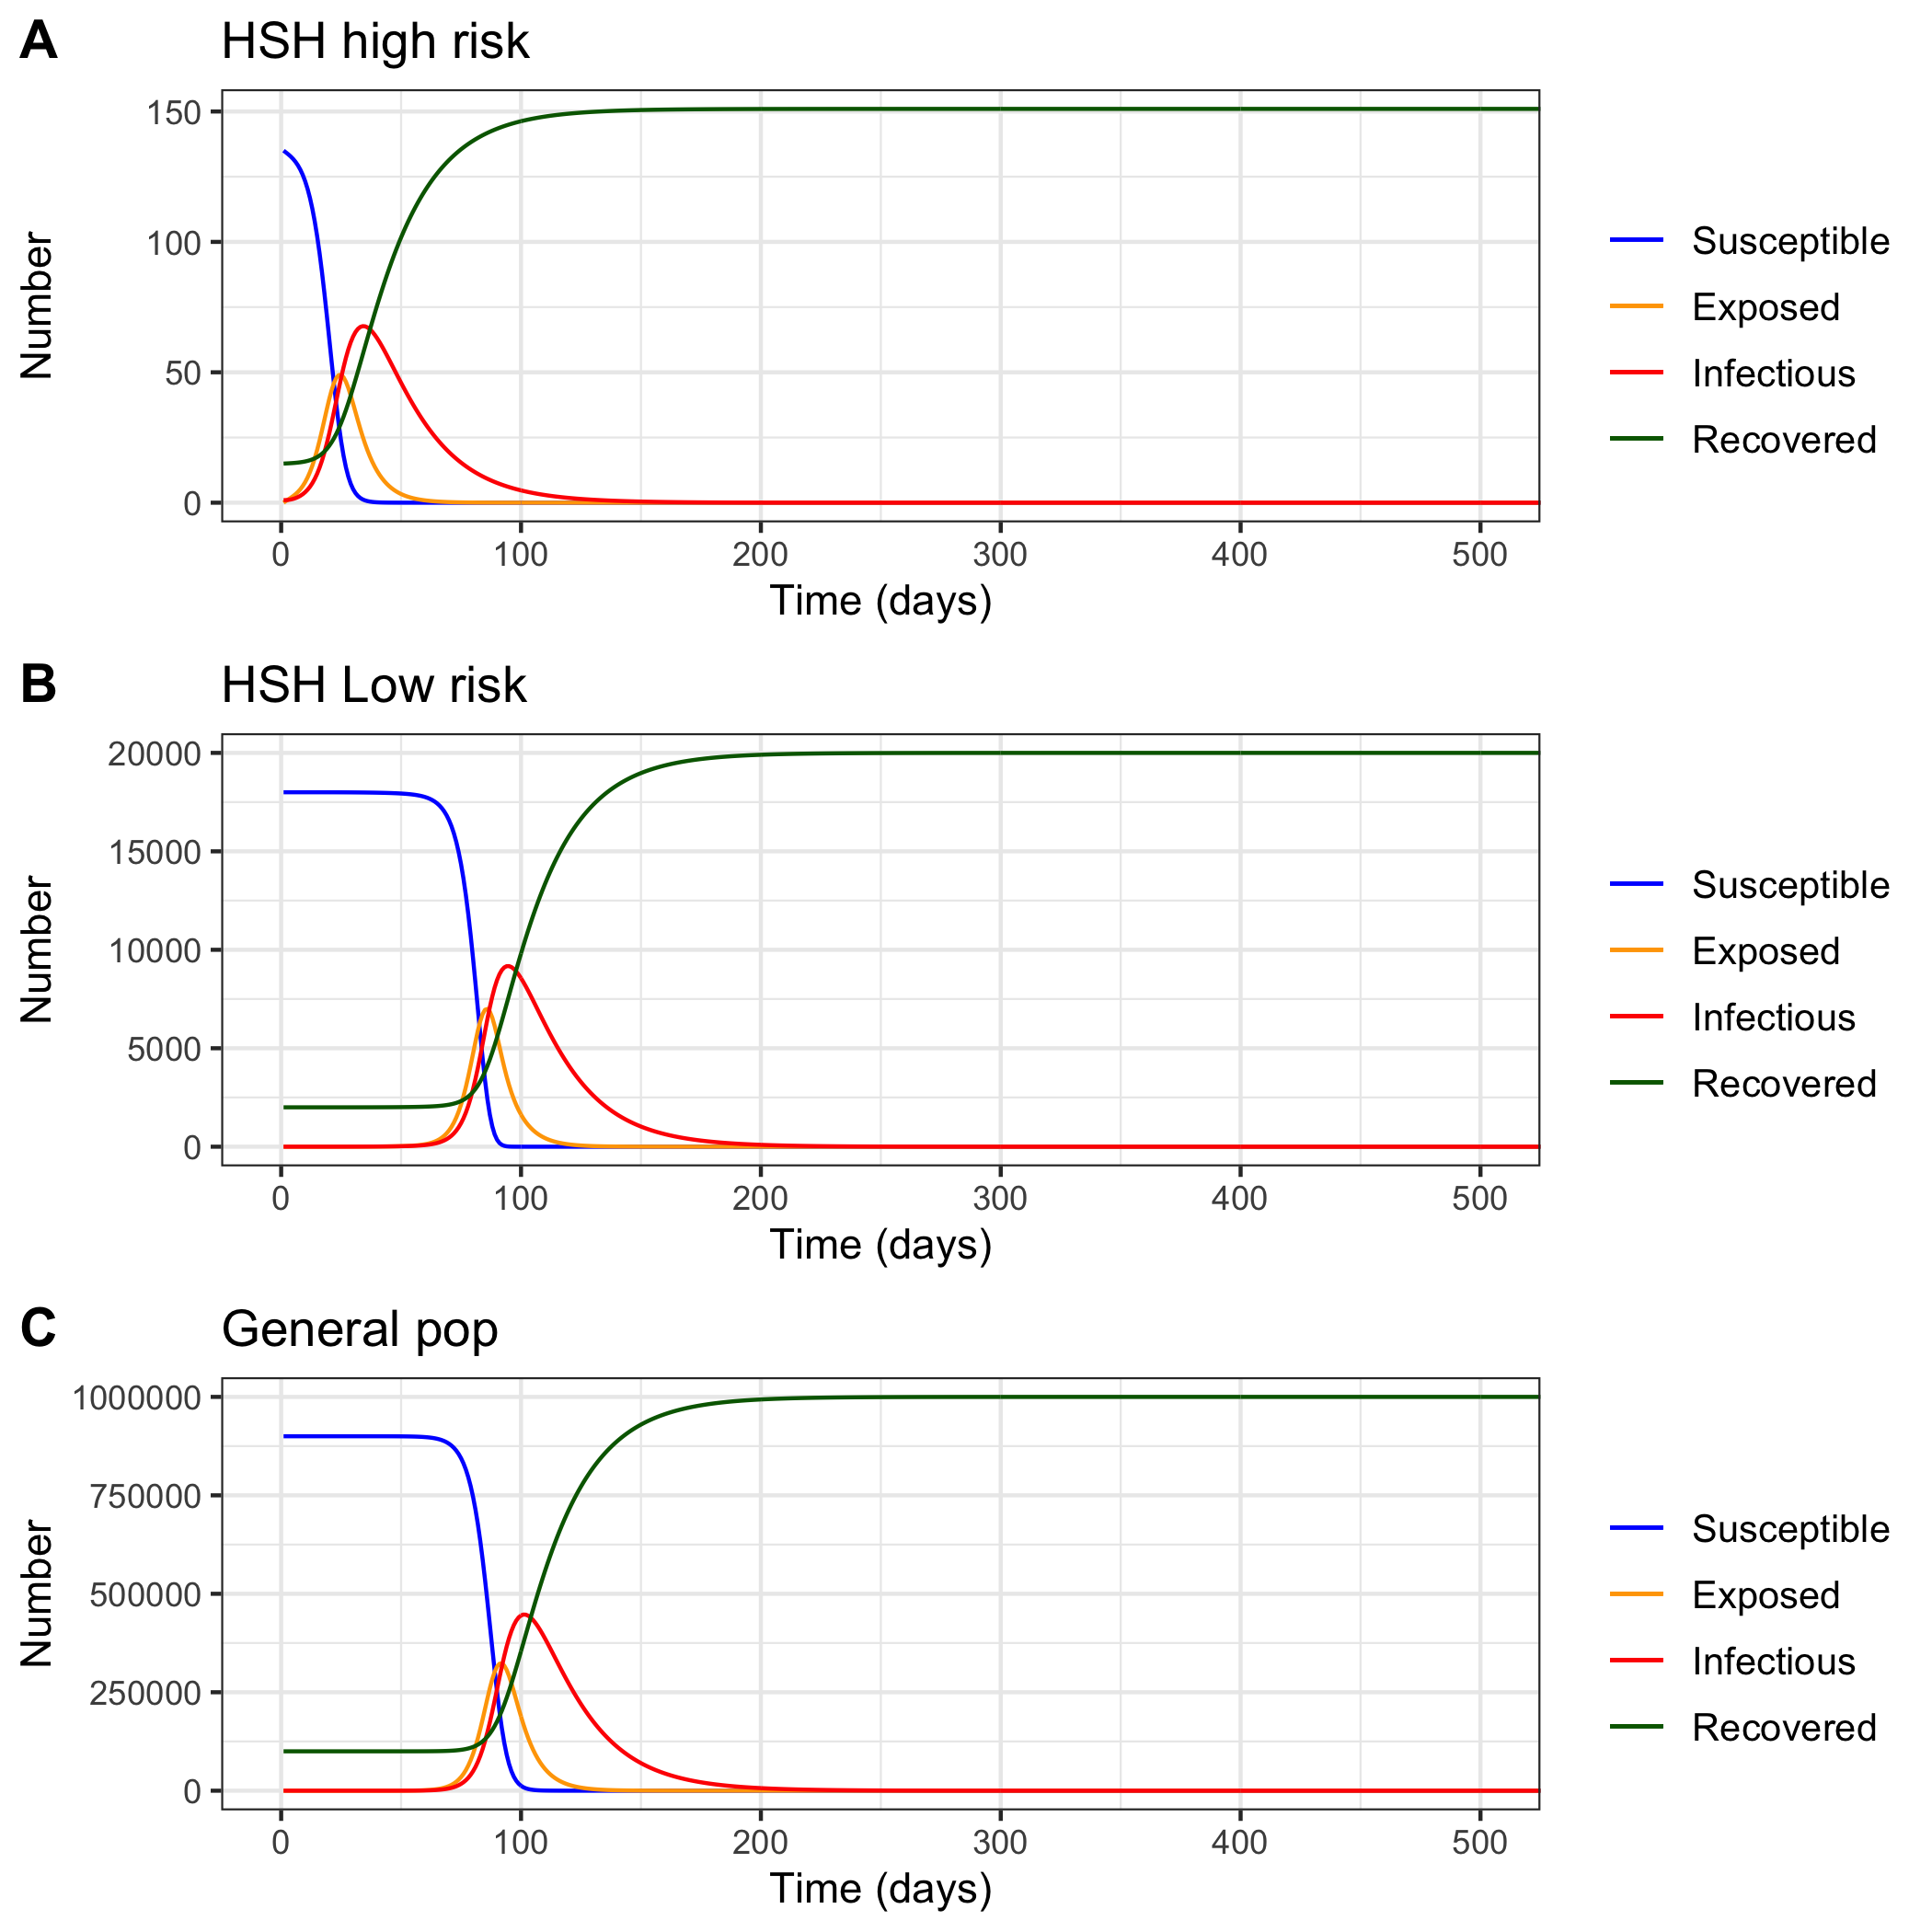 A HSH high risk
Number
150
100
50
0
0 100 200 300 400 500
Time (days)
Susceptible
Exposed
Infectious
Recovered
B HSH Low risk
Number
20000
15000
10000
5000
0
0 100 200 300 400 500
Time (days)
Susceptible
Exposed
Infectious
Recovered
C General pop
Number
1000000
750000
500000
250000
0
0 100 200 300 400 500
Time (days)
Susceptible
Exposed
Infectious
Recovered